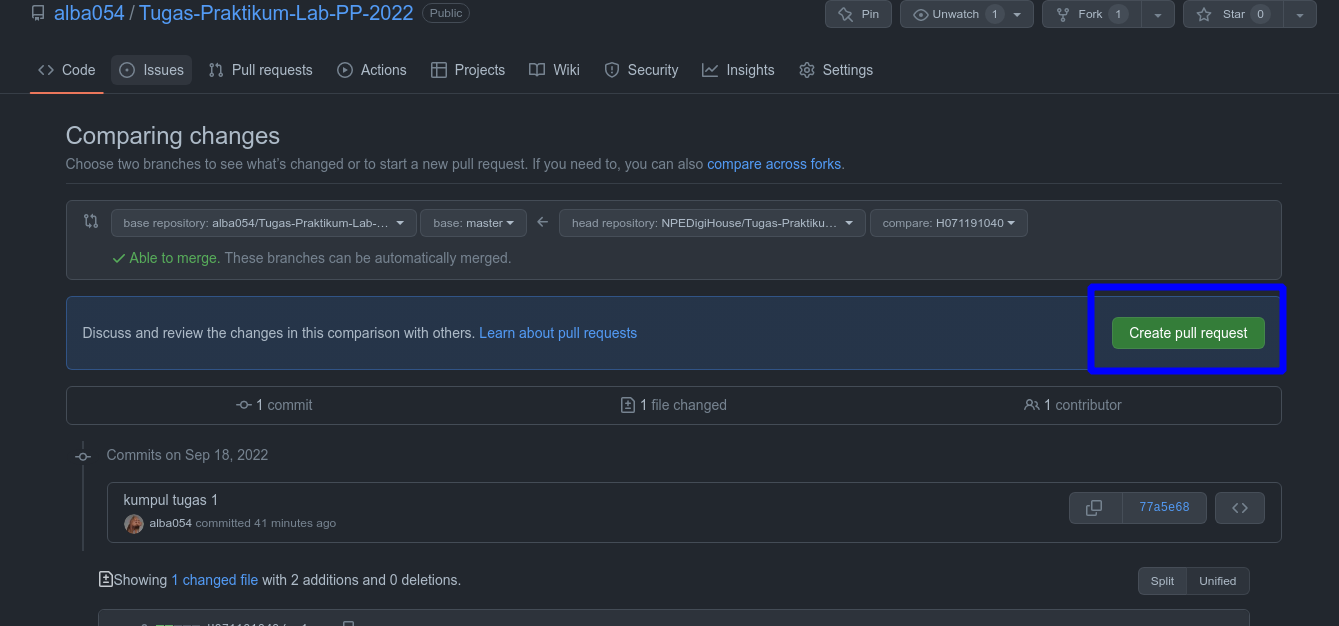 alba054 / Tugas-Praktikum-Lab-PP-2022 Public Pin Unwatch 1 Fork 1 Star 0
Code Issues Pull requests Actions Projects Wiki Security Insights Settings
Comparing changes
Choose two branches to see what's changed or to start a new pull request. If you need to, you can also compare across forks.
base repository: alba054/Tugas-Praktikum-Lab-... base: master head repository: NPEDigiHouse/Tugas-Praktiku... compare: H071191040
Able to merge. These branches can be automatically merged.
Discuss and review the changes in this comparison with others. Learn about pull requests Create pull request
1 commit 1 file changed 1 contributor
Commits on Sep 18, 2022
kumpul tugas 1
alba054 committed 41 minutes ago 77a5e68
Showing 1 changed file with 2 additions and 0 deletions. Split Unified